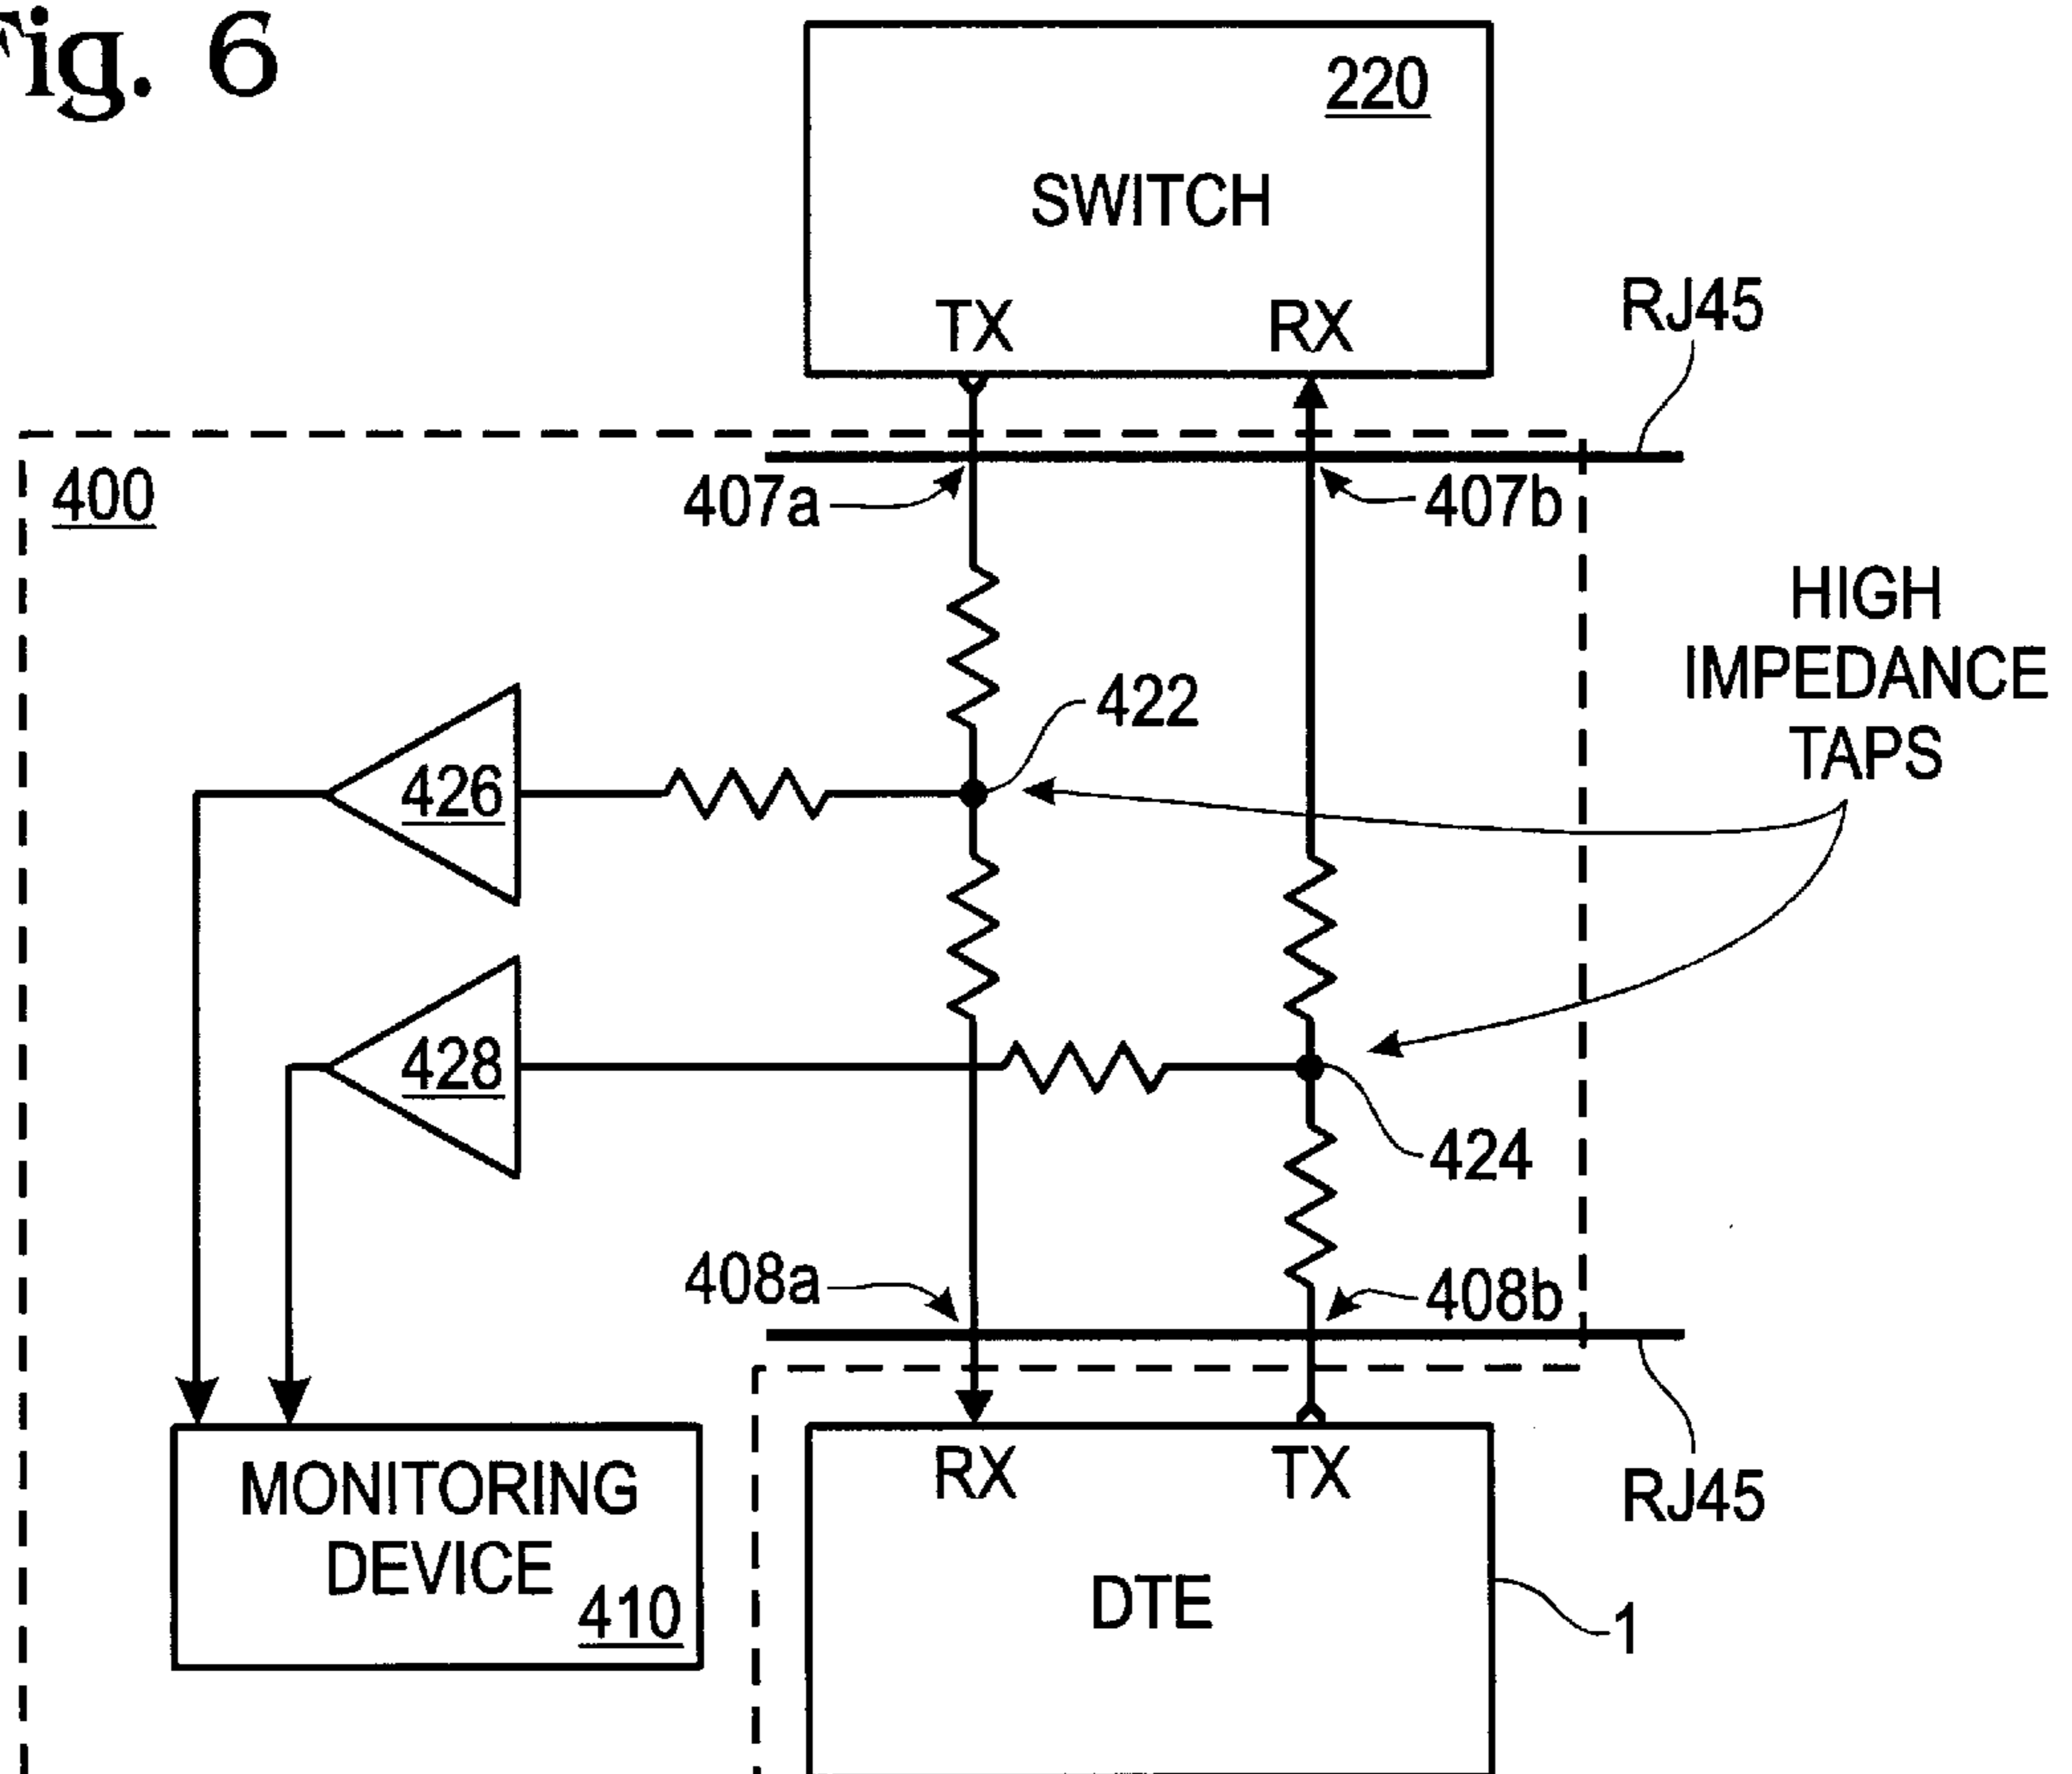 Fig. 6
220
SWITCH
TX RX
RJ45
400
407a 407b
HIGH
IMPEDANCE
TAPS
422
426
428
424
408a 408b
MONITORING
DEVICE
410
RX TX
RJ45
DTE
1